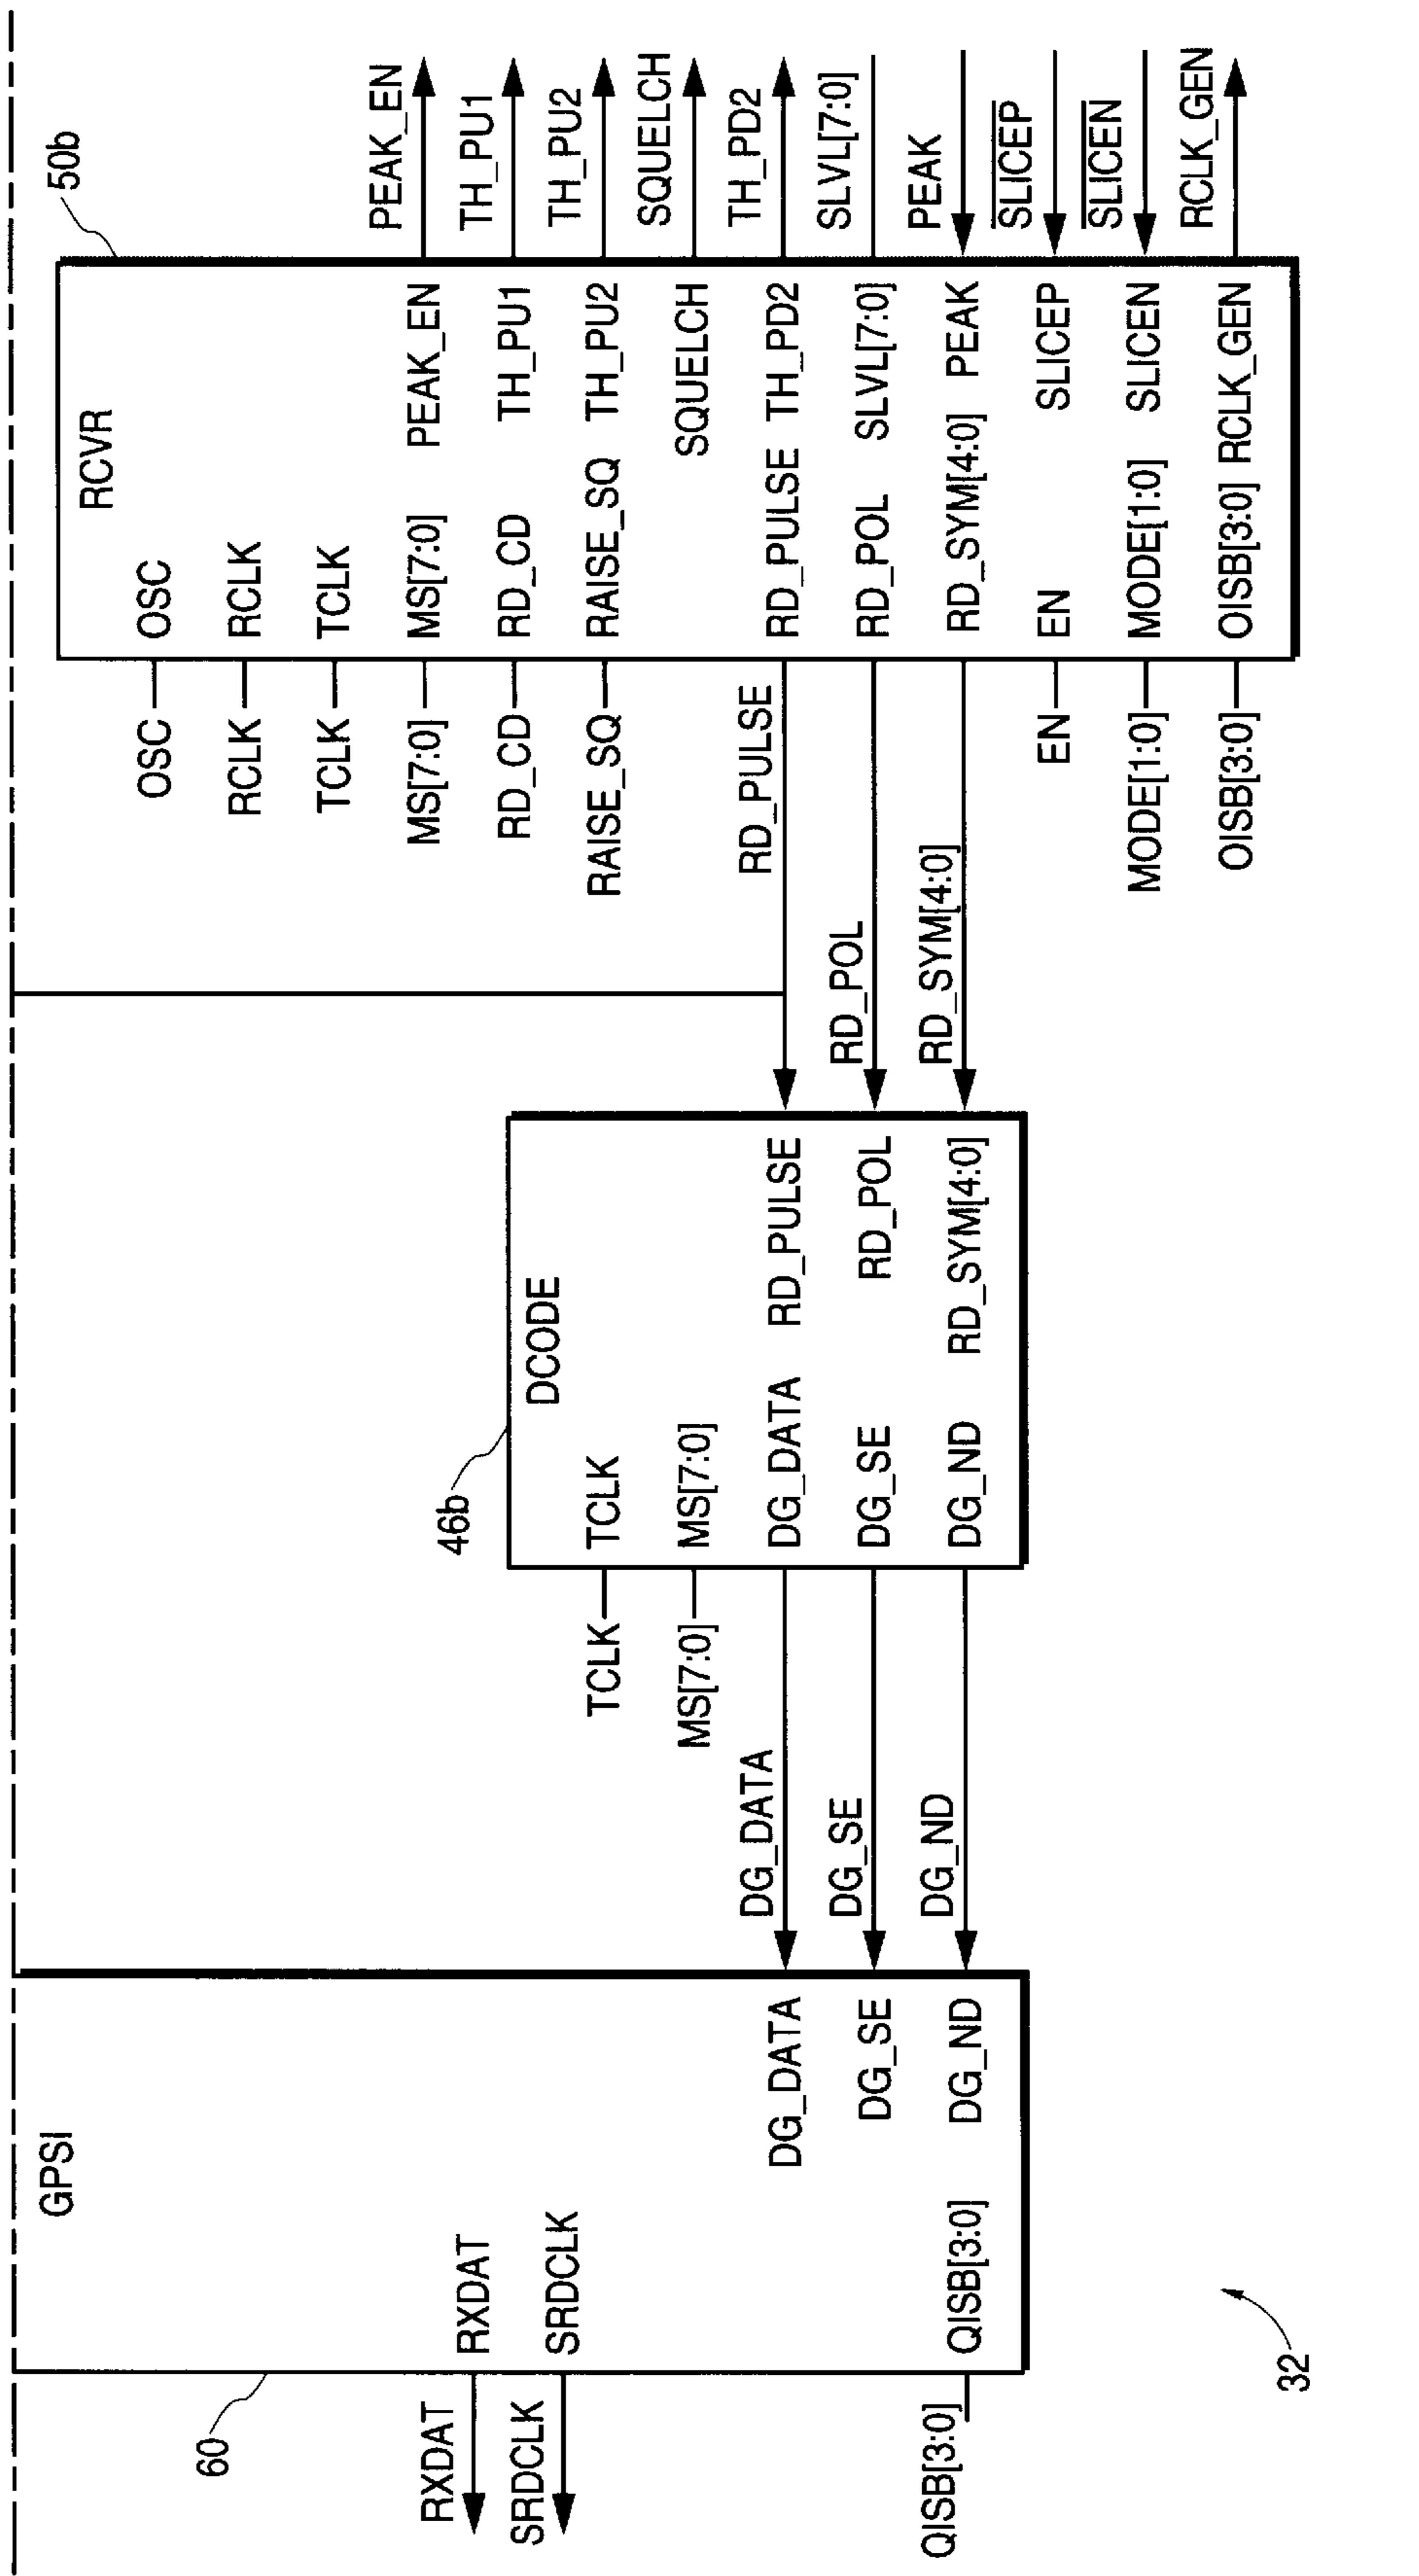 GPSI
60
RXDAT
RXDAT
SRDCLK
SRDCLK
QISB[3:0]
QISB[3:0]
DG_DATA
DG_SE
DG_ND
DG_DATA
DG_SE
DG_ND
32
46b
DCODE
TCLK
TCLK
MS[7:0]
MS[7:0]
DG_DATA RD_PULSE
DG_SE RD_POL
DG_ND RD_SYM[4:0]
RD_PULSE
RD_POL
RD_SYM[4:0]
50b
RCVR
OSC
OSC
RCLK
RCLK
TCLK
TCLK
MS[7:0]
MS[7:0] PEAK_EN
PEAK_EN
RD_CD
RD_CD TH_PU1
TH_PU1
RAISE_SQ
RAISE_SQ TH_PU2
TH_PU2
SQUELCH
SQUELCH
RD_PULSE TH_PD2
TH_PD2
RD_POL SLVL[7:0]
SLVL[7:0]
RD_SYM[4:0] PEAK
PEAK
EN
EN SLICEP
SLICEP
MODE[1:0]
MODE[1:0] SLICEN
SLICEN
OISB[3:0]
OISB[3:0] RCLK_GEN
RCLK_GEN